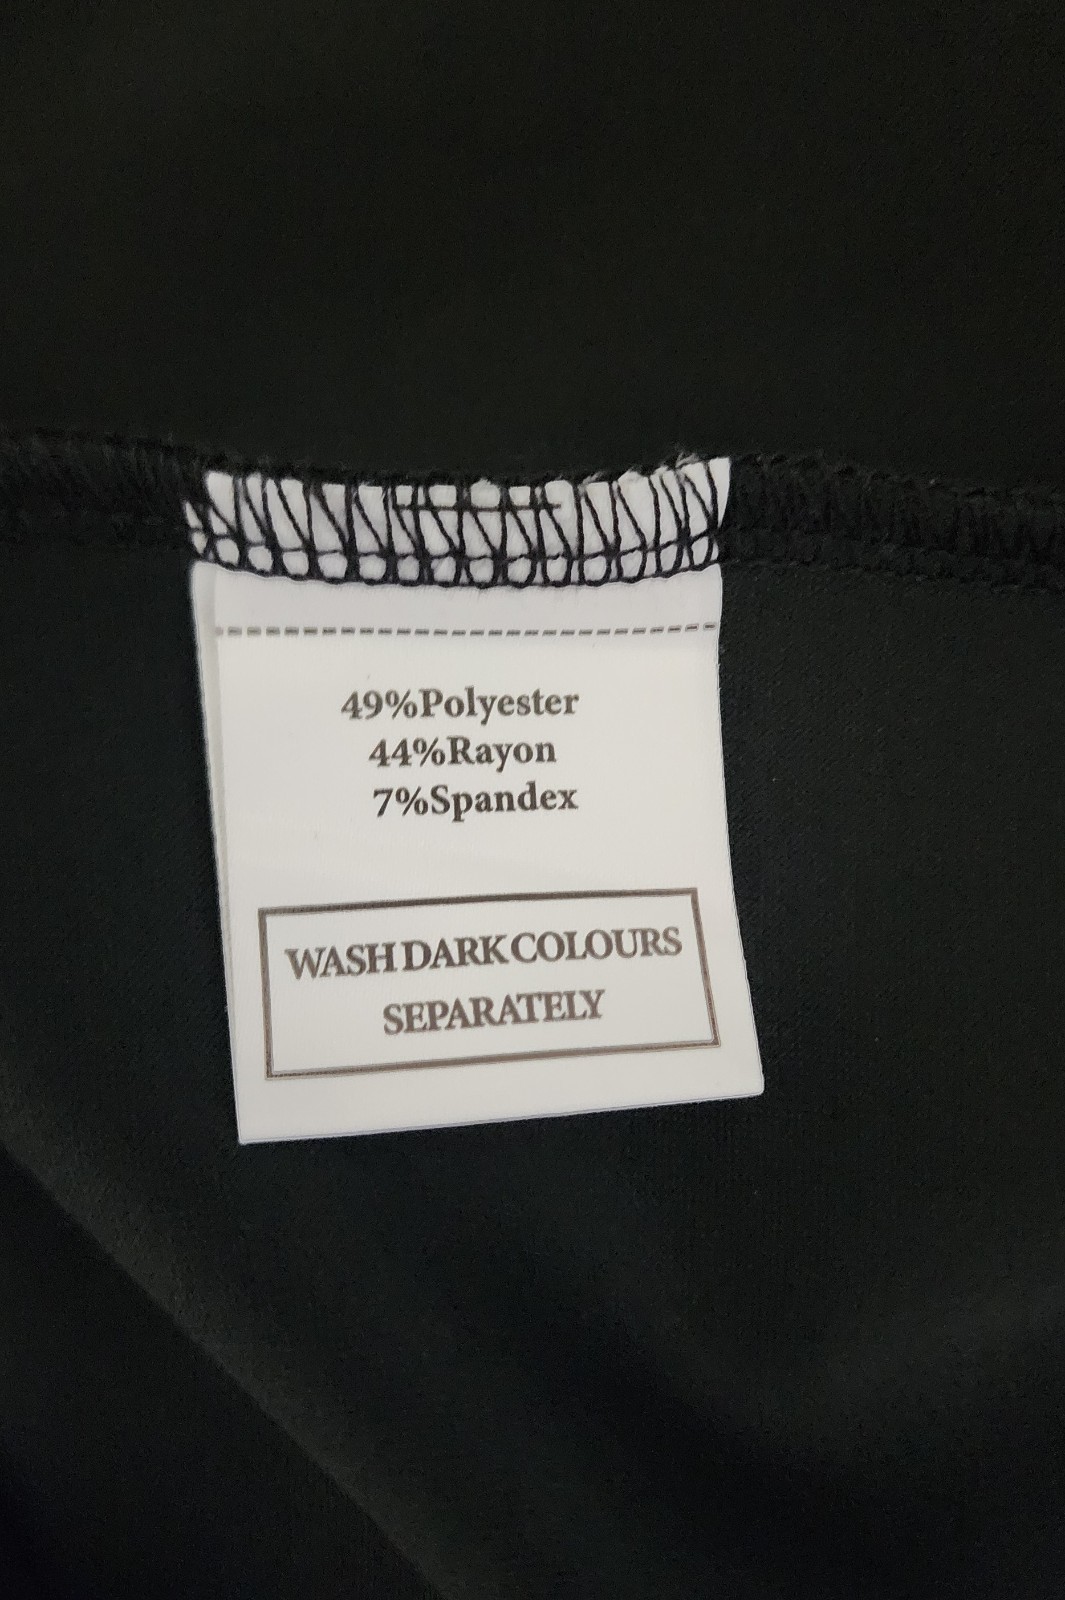 49%Polyester
44%Rayon
7%Spandex
WASH DARK COLOURS
SEPARATELY